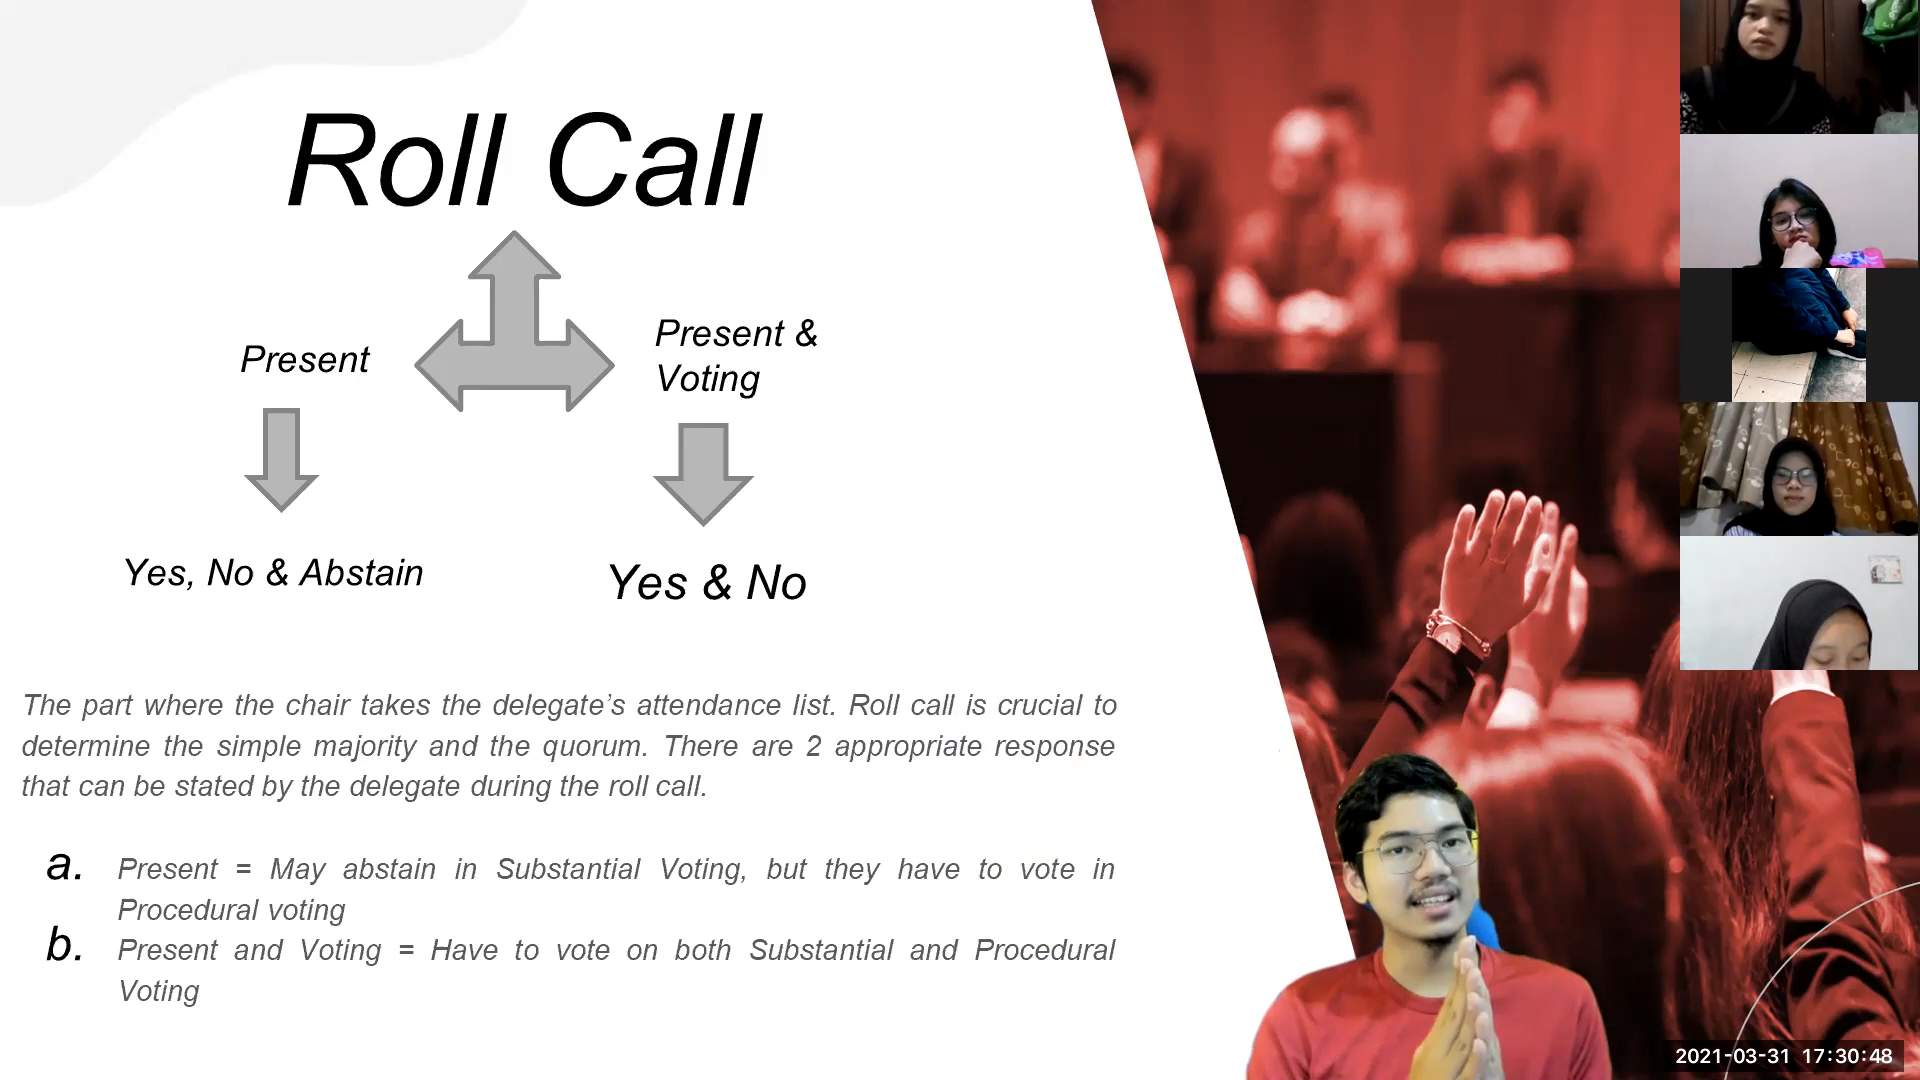 Roll Call
Present
Present &
Voting
Yes, No & Abstain
Yes & No
The part where the chair takes the delegate’s attendance list. Roll call is crucial to
determine the simple majority and the quorum. There are 2 appropriate response
that can be stated by the delegate during the roll call.
a. Present = May abstain in Substantial Voting, but they have to vote in
Procedural voting
b. Present and Voting = Have to vote on both Substantial and Procedural
Voting
2021-03-31 17:30:48